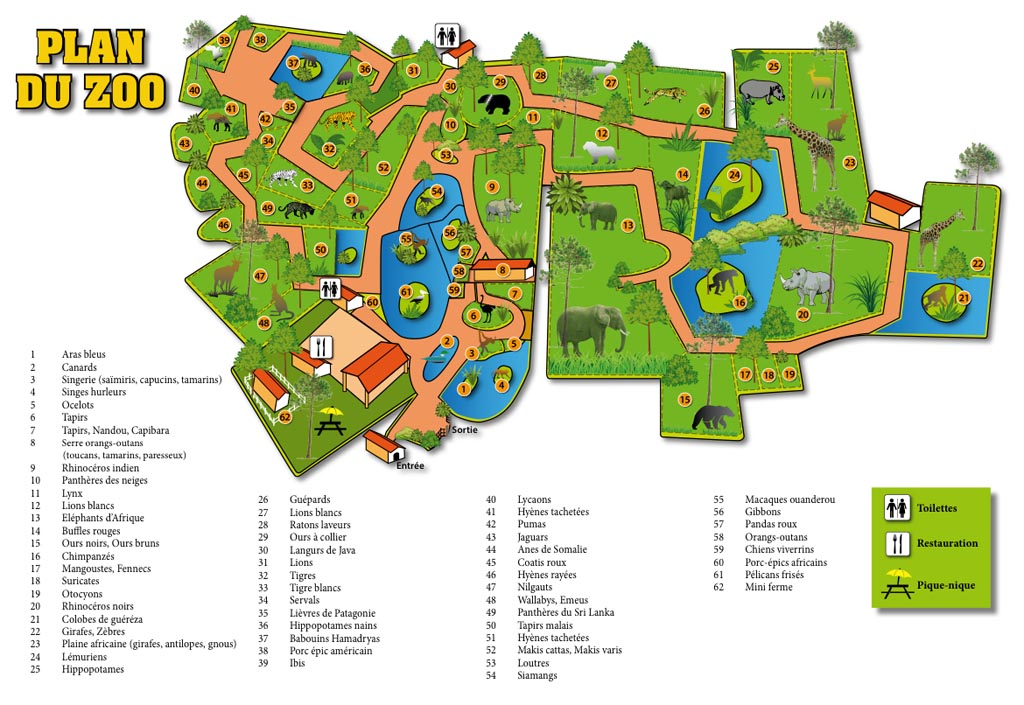 PLAN
DU ZOO
39
38
37
36
31
30
29
28
27
26
25
40
41
42
35
34
43
44
45
33
32
52
10
11
12
53
9
14
24
23
49
51
46
54
13
50
55
56
57
58
8
47
59
7
61
60
6
48
16
20
22
21
2
5
3
1
4
17
18
19
15
62
Sortie
Entrée
1 Aras bleus
2 Canards
3 Singerie (saïmiris, capucins, tamarins)
4 Singes hurleurs
5 Ocelots
6 Tapirs
7 Tapirs, Nandou, Capibara
8 Serre orangs-outans
(toucans, tamarins, paresseux)
9 Rhinocéros indien
10 Panthères des neiges
11 Lynx
12 Lions blancs
13 Eléphants d'Afrique
14 Buffles rouges
15 Ours noirs, Ours bruns
16 Chimpanzés
17 Mangoustes, Fennecs
18 Suricates
19 Otocyons
20 Rhinocéros noirs
21 Colobes de guéréza
22 Girafes, Zèbres
23 Plaine africaine (girafes, antilopes, gnous)
24 Lémuriens
25 Hippopotames
26 Guépards
27 Lions blancs
28 Ratons laveurs
29 Ours à collier
30 Langurs de Java
31 Lions
32 Tigres
33 Tigre blancs
34 Servals
35 Lièvres de Patagonie
36 Hippopotames nains
37 Babouins Hamadryas
38 Porc épic américain
39 Ibis
40 Lycaons
41 Hyènes tachetées
42 Pumas
43 Jaguars
44 Anes de Somalie
45 Coatis roux
46 Hyènes rayées
47 Nilgauts
48 Wallabys, Emeus
49 Panthères du Sri Lanka
50 Tapirs malais
51 Hyènes tachetées
52 Makis cattas, Makis varis
53 Loutres
54 Siamangs
55 Macaques ouanderou
56 Gibbons
57 Pandas roux
58 Orangs-outans
59 Chiens viverrins
60 Porc-épics africains
61 Pélicans frisés
62 Mini ferme
Toilettes
Restauration
Pique-nique